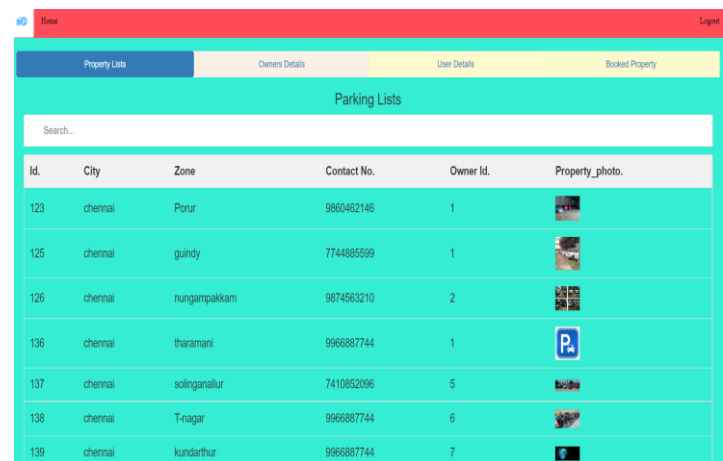 Home Logout
Property Lists Owners Details User Details Booked Property
Parking Lists
Search...
Id. City Zone Contact No. Owner Id. Property_photo.
123 chennai Porur 9860462146 1
125 chennai guindy 7744885599 1
126 chennai nungampakkam 9874563210 2
136 chennai tharamani 9966887744 1
P
137 chennai solinganallur 7410852096 5
138 chennai T-nagar 9966887744 6
139 chennai kundarthur 9966887744 7